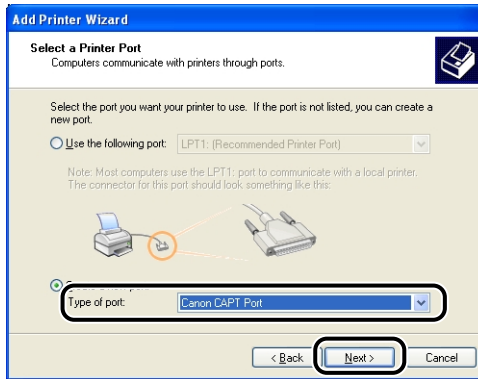 Add Printer Wizard
Select a Printer Port
Computers communicate with printers through ports.
Select the port you want your printer to use. If the port is not listed, you can create a
new port.
Use the following port: LPT1: (Recommended Printer Port)
Note: Most computers use the LPT1: port to communicate with a local printer.
The connector for this port should look something like this:
Type of port: Canon CAPT Port
< Back Next > Cancel